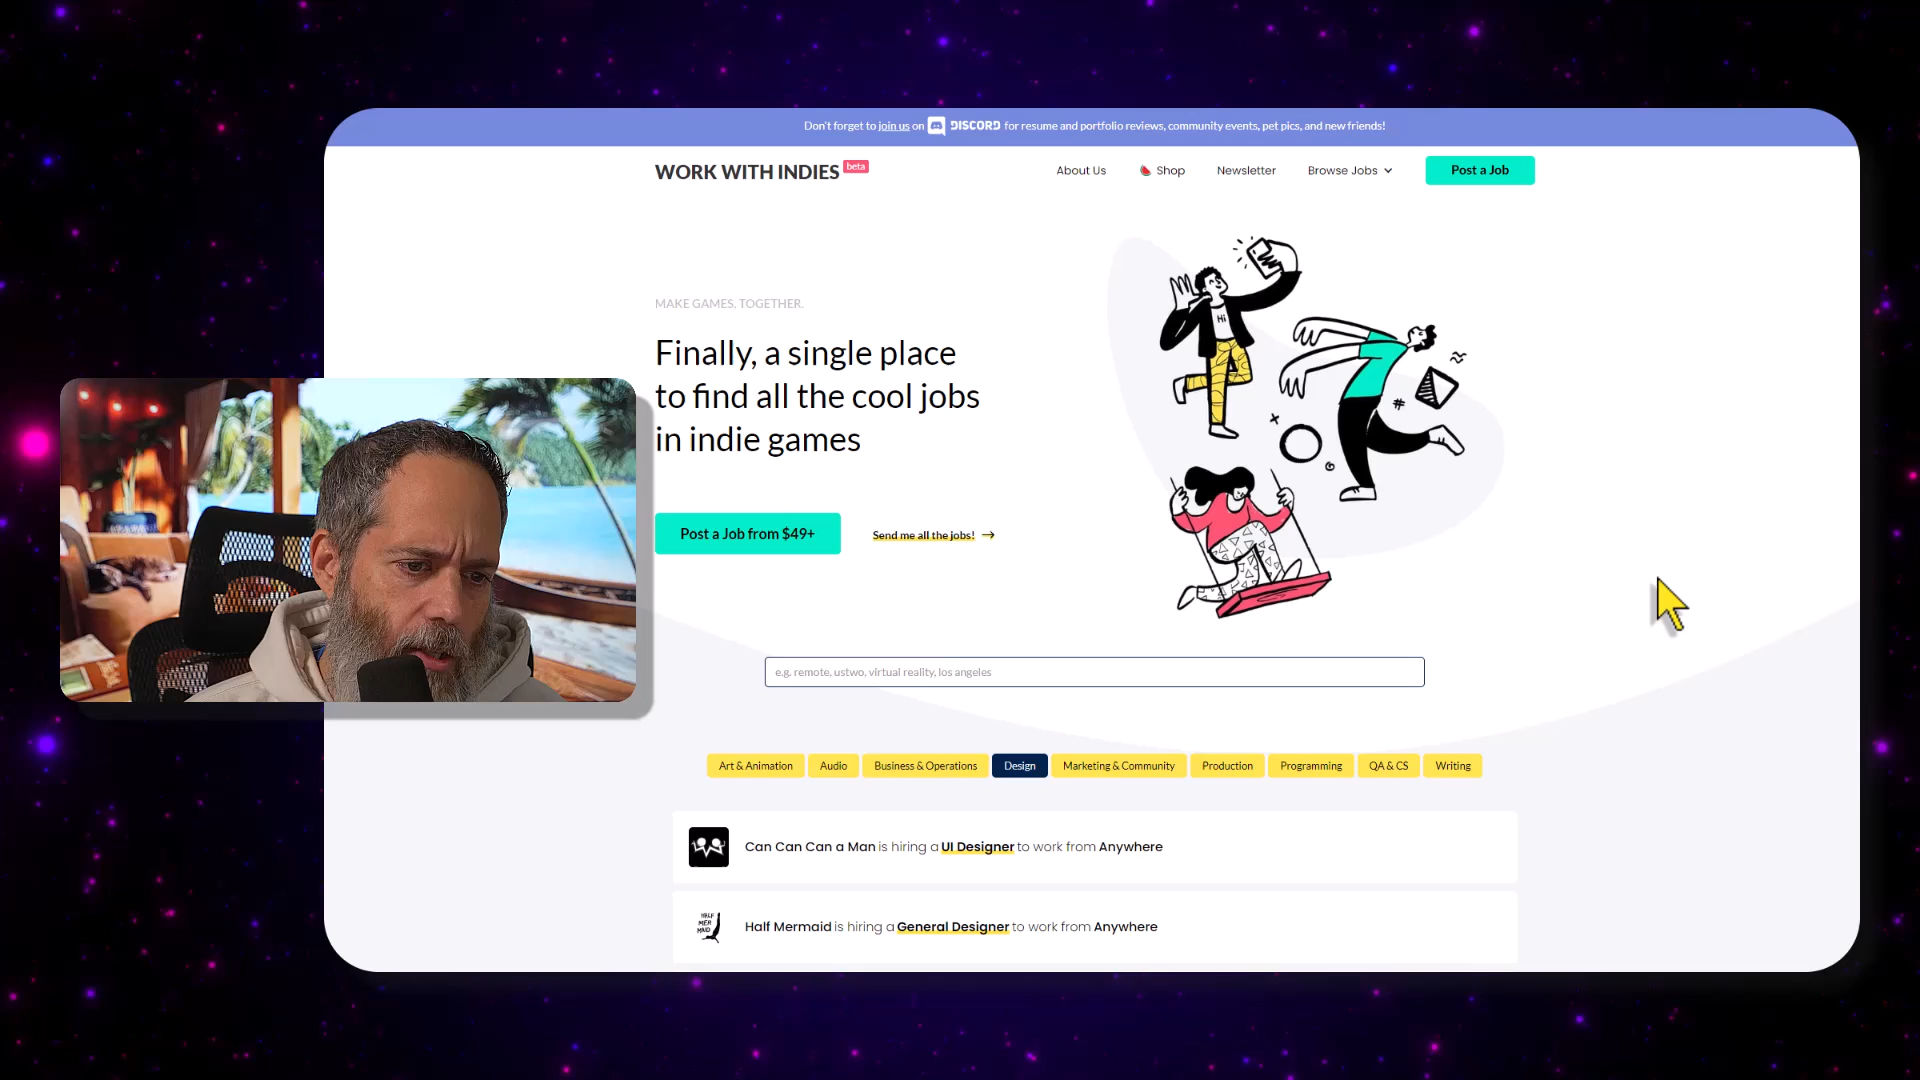 Don't forget to join us on DISCORD for resume and portfolio reviews, community events, pet pics, and new friends!
WORK WITH INDIES beta
About Us
Shop
Newsletter
Browse Jobs
Post a Job
MAKE GAMES. TOGETHER.
Finally, a single place
to find all the cool jobs
in indie games
Hi
Post a Job from $49+
Send me all the jobs! →
e.g. remote, ustwo, virtual reality, los angeles
Art & Animation
Audio
Business & Operations
Design
Marketing & Community
Production
Programming
QA & CS
Writing
Can Can Can a Man is hiring a UI Designer to work from Anywhere
HALF
MER
MAID
Half Mermaid is hiring a General Designer to work from Anywhere